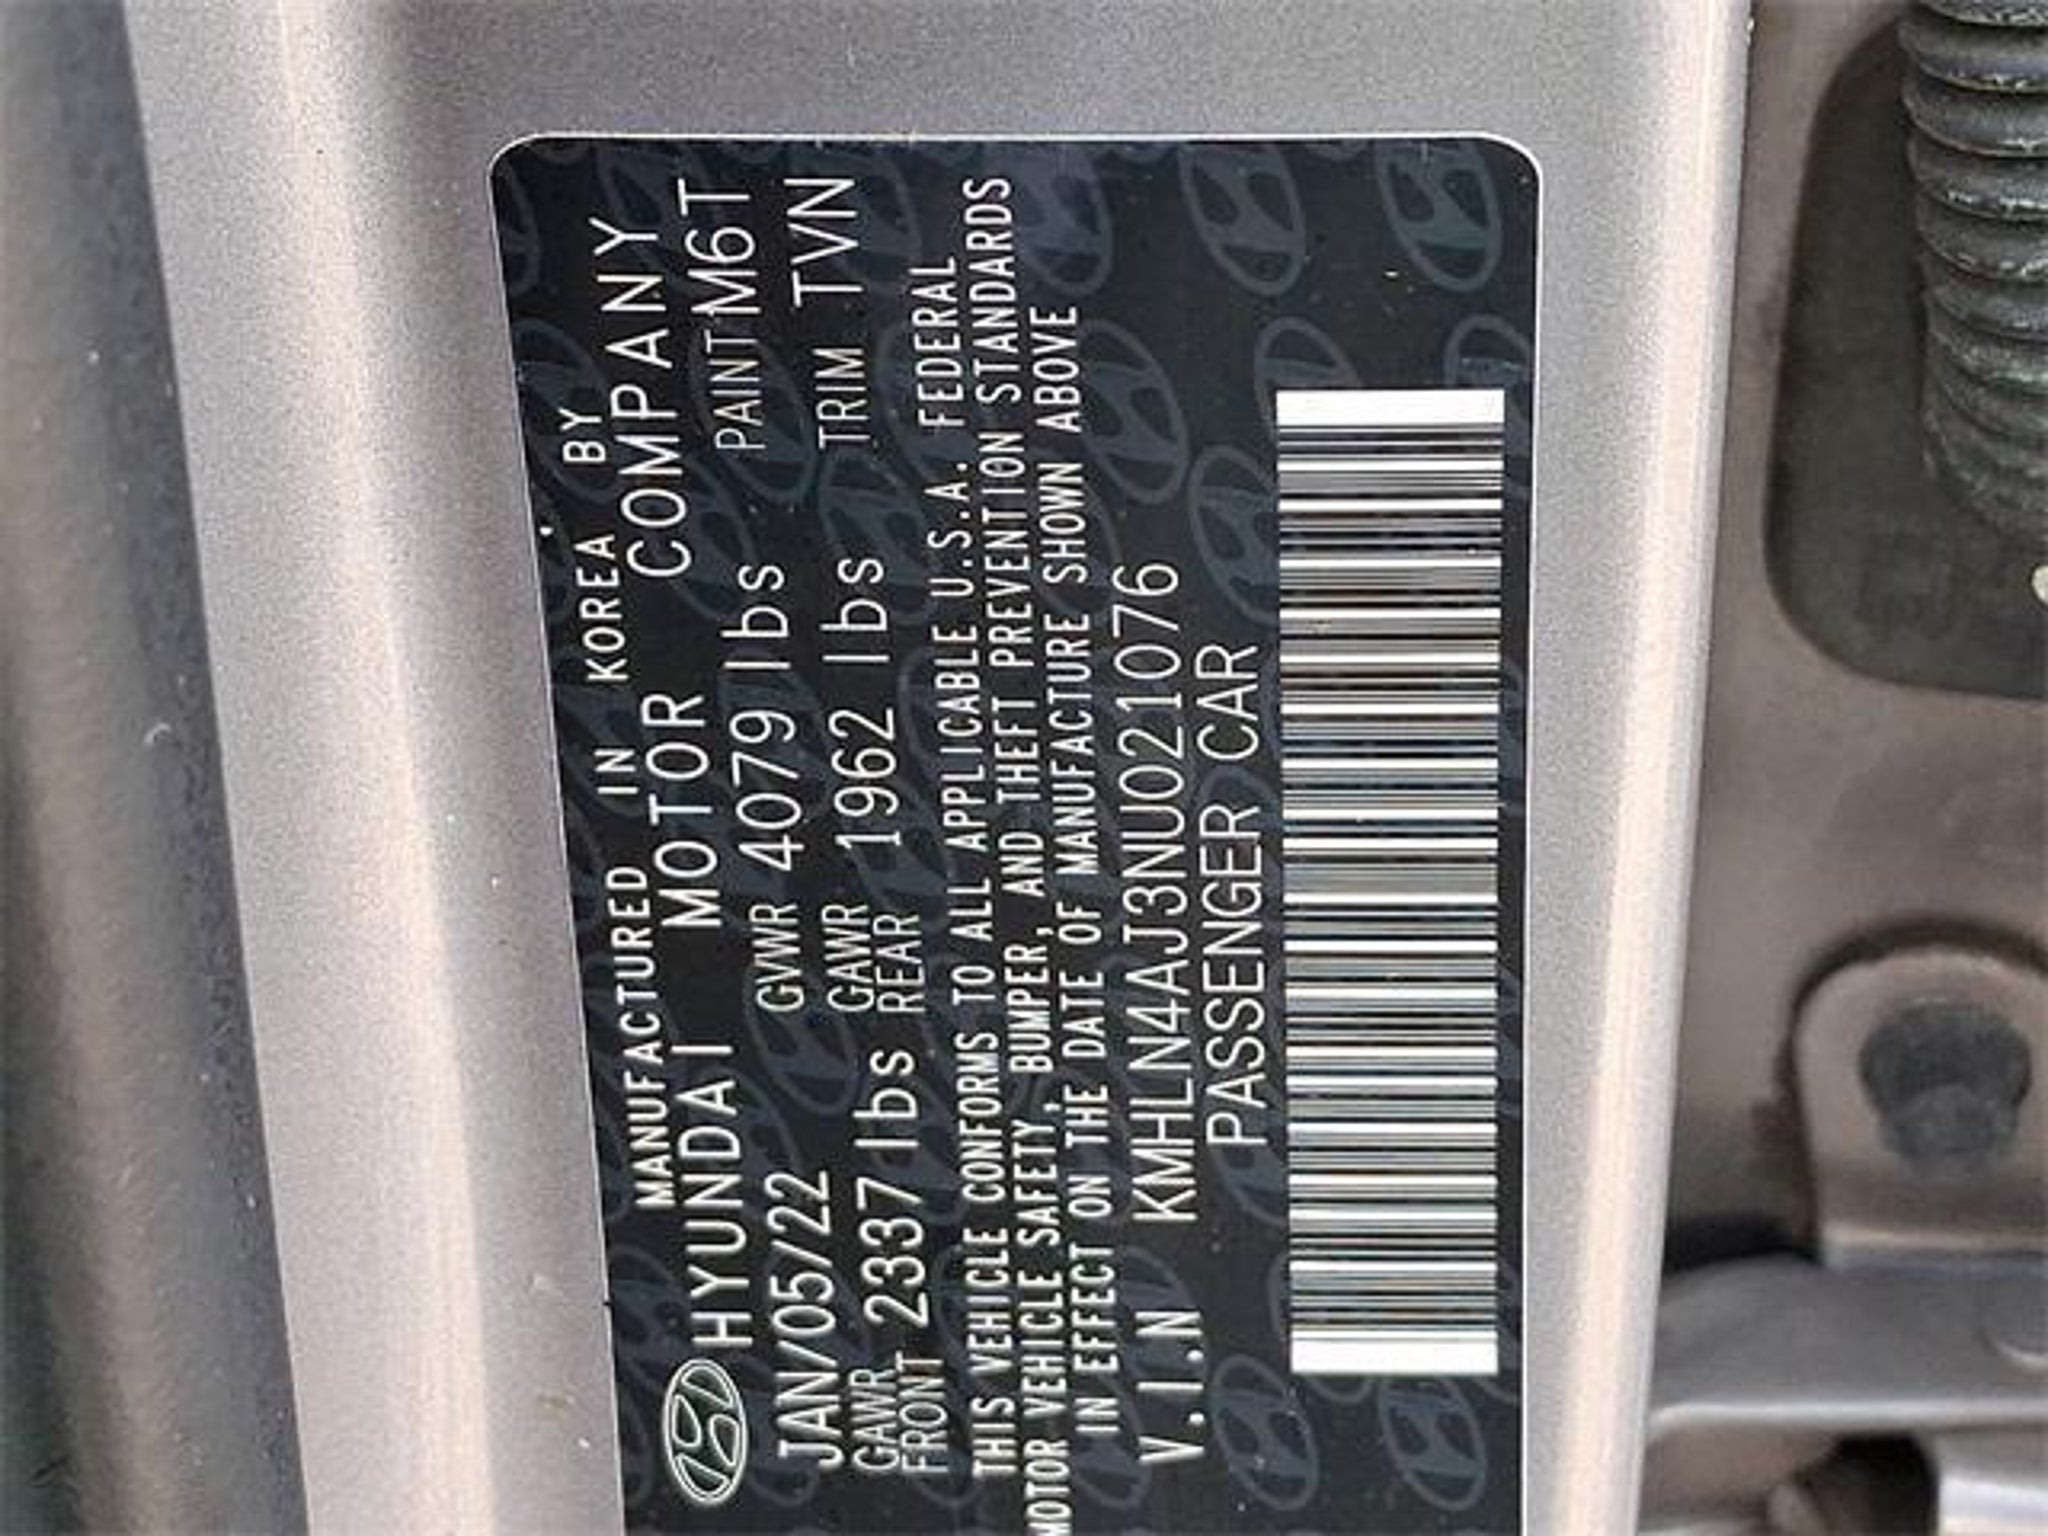 MANUFACTURED IN KOREA BY
HYUNDAI MOTOR COMPANY
JAN/05/22 GVWR 4079 lbs PAINT M6T
GAWR FRONT 2337 lbs GAWR REAR 1962 lbs TRIM TVN
THIS VEHICLE CONFORMS TO ALL APPLICABLE U.S.A. FEDERAL
MOTOR VEHICLE SAFETY, BUMPER, AND THEFT PREVENTION STANDARDS
IN EFFECT ON THE DATE OF MANUFACTURE SHOWN ABOVE
V.I.N KMHLN4AJ3NU021076
PASSENGER CAR